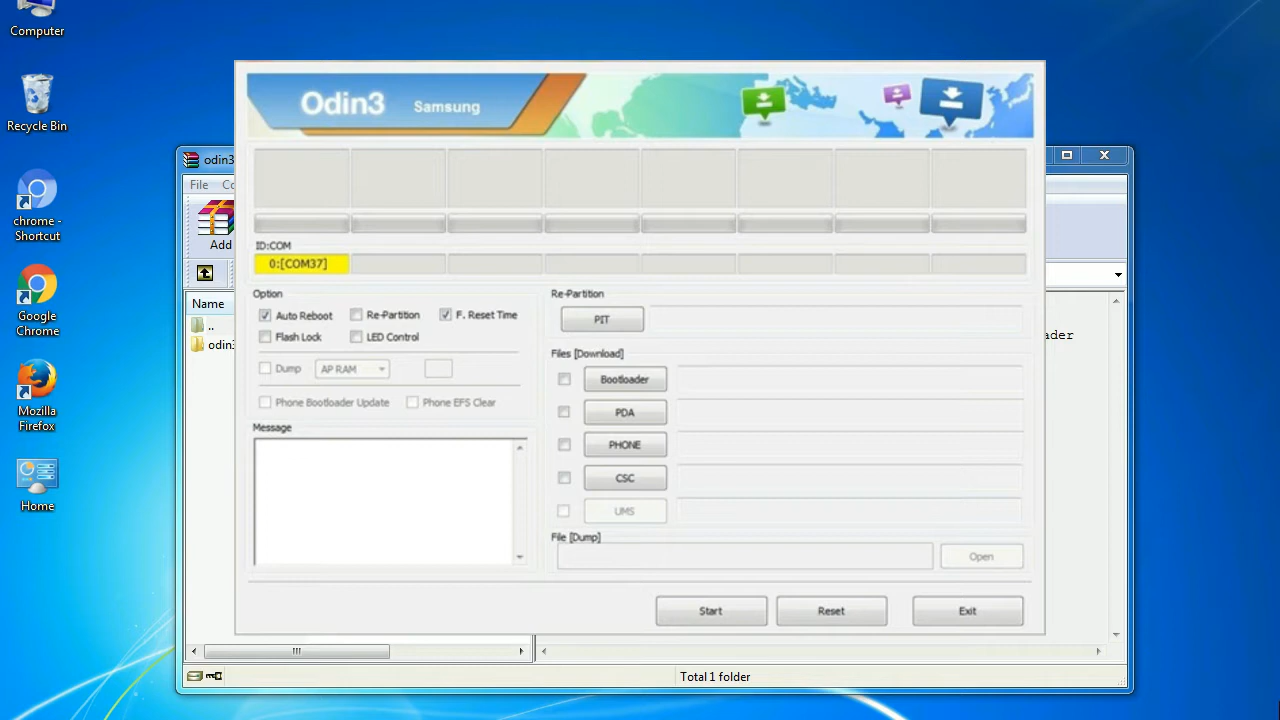 Computer
Recycle Bin
chrome -
Shortcut
Google
Chrome
Mozilla
Firefox
Home
odin3
File
Add
Name
..
odin
ader
Total 1 folder
Odin3 Samsung
ID:COM
0:[COM37]
Option
Auto Reboot Re-Partition F. Reset Time
Flash Lock LED Control
Dump AP RAM
Phone Bootloader Update Phone EFS Clear
Message
Re-Partition
PIT
Files [Download]
Bootloader
PDA
PHONE
CSC
UMS
File [Dump]
Open
Start Reset Exit